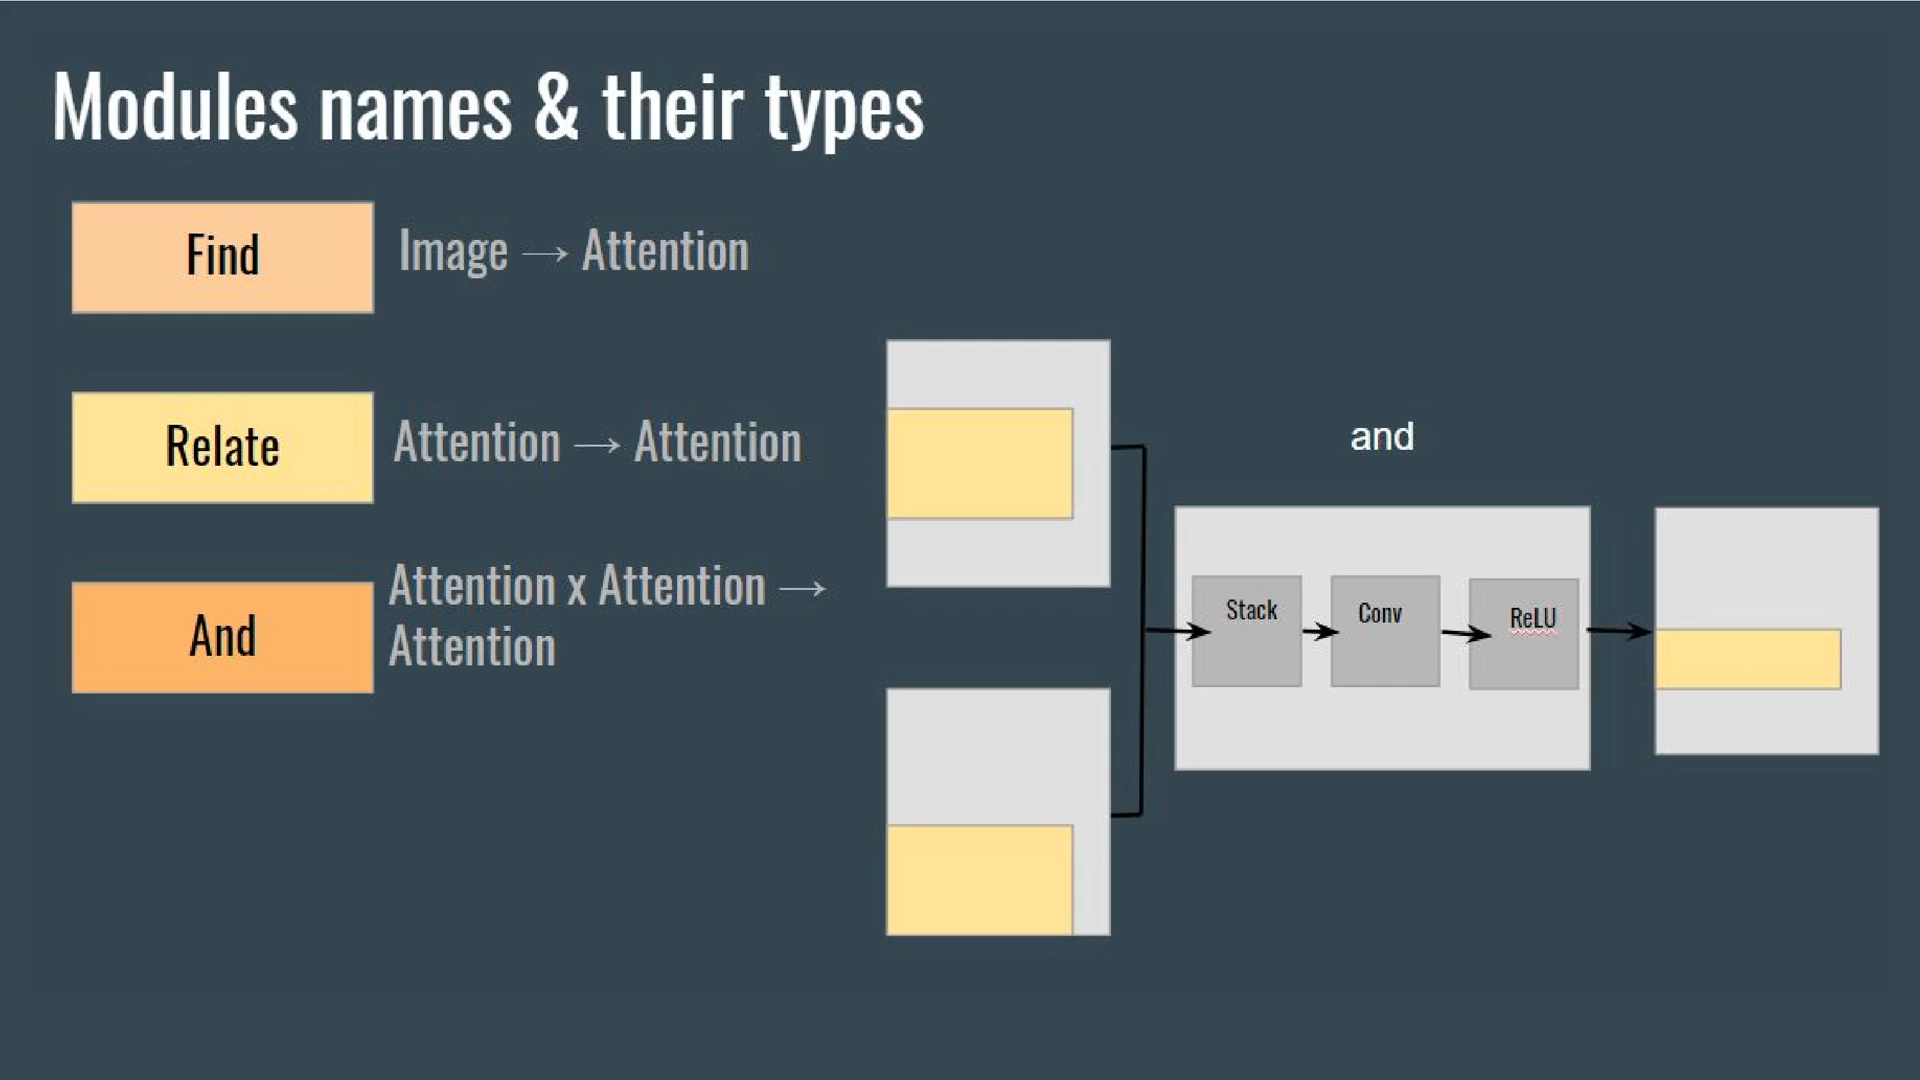 Modules names & their types
Find
Image → Attention
Relate
Attention → Attention
And
Attention x Attention →
Attention
and
Stack
Conv
ReLU